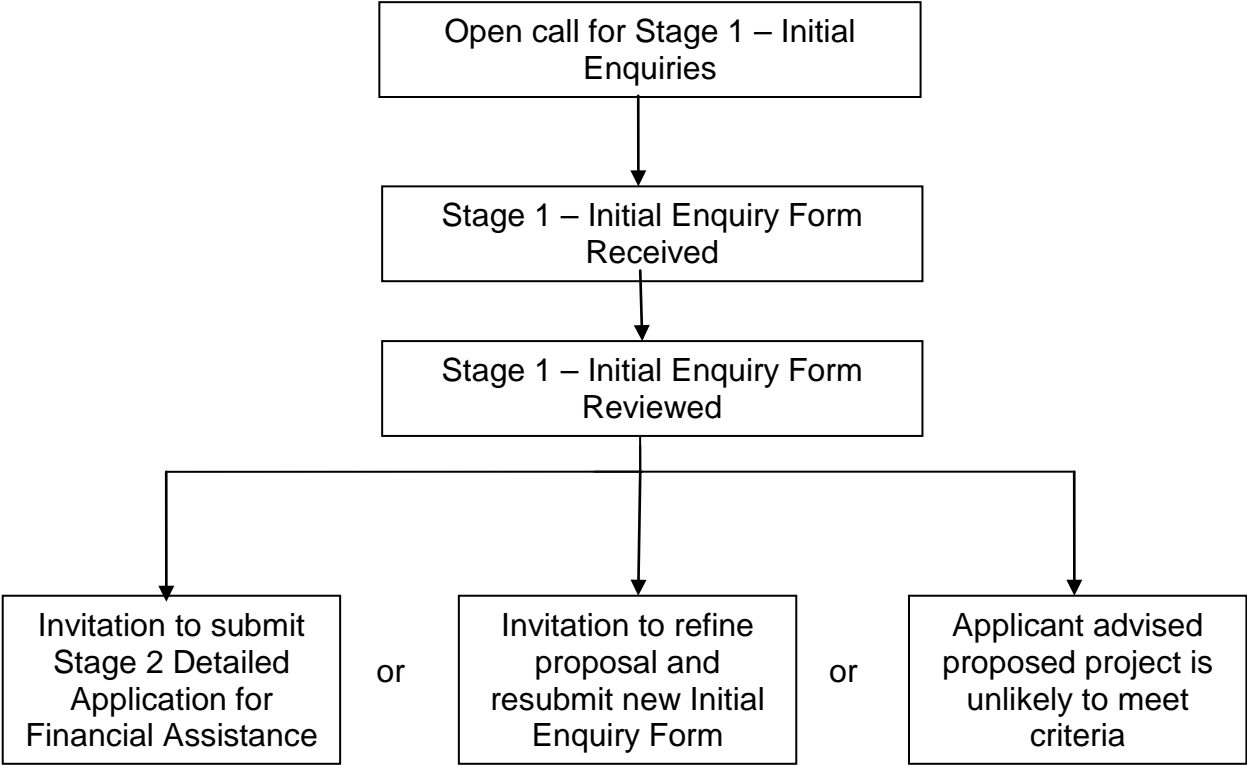 Open call for Stage 1 – Initial
Enquiries
Stage 1 – Initial Enquiry Form
Received
Stage 1 – Initial Enquiry Form
Reviewed
Invitation to submit
Stage 2 Detailed
Application for
Financial Assistance
or
Invitation to refine
proposal and
resubmit new Initial
Enquiry Form
or
Applicant advised
proposed project is
unlikely to meet
criteria